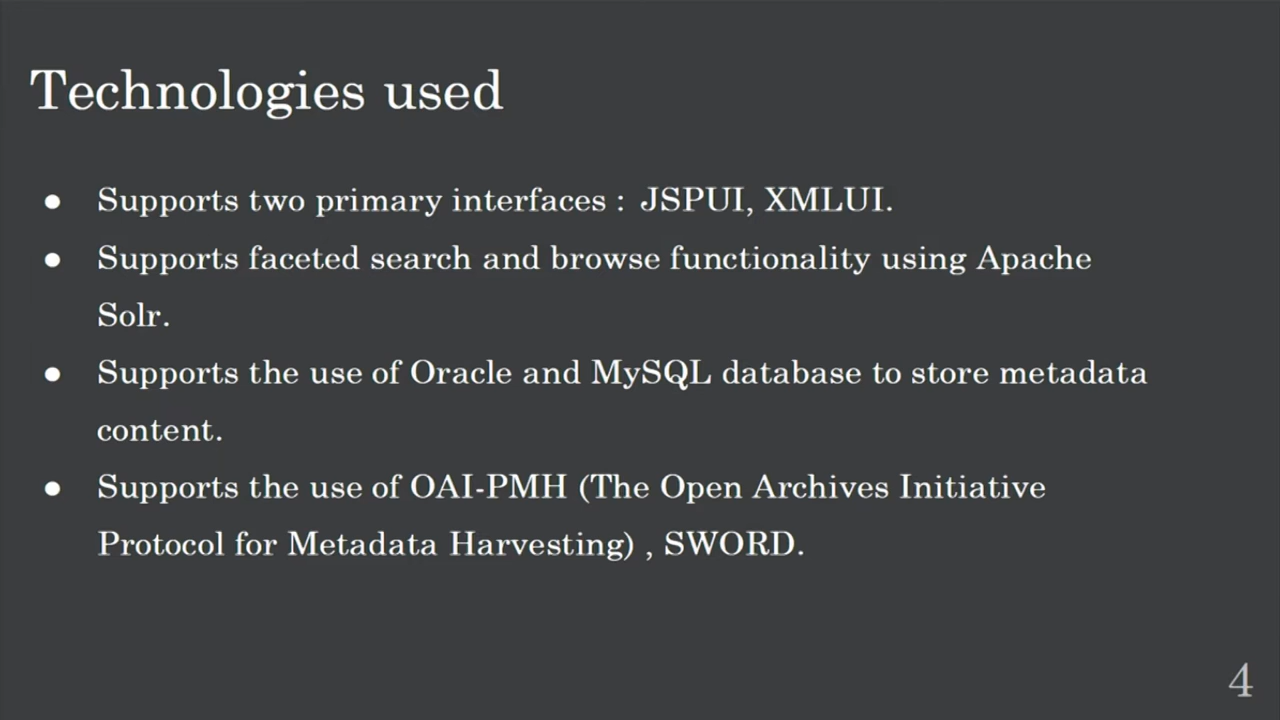 Technologies used
● Supports two primary interfaces : JSPUI, XMLUI.
● Supports faceted search and browse functionality using Apache
Solr.
● Supports the use of Oracle and MySQL database to store metadata
content.
● Supports the use of OAI-PMH (The Open Archives Initiative
Protocol for Metadata Harvesting) , SWORD.
4